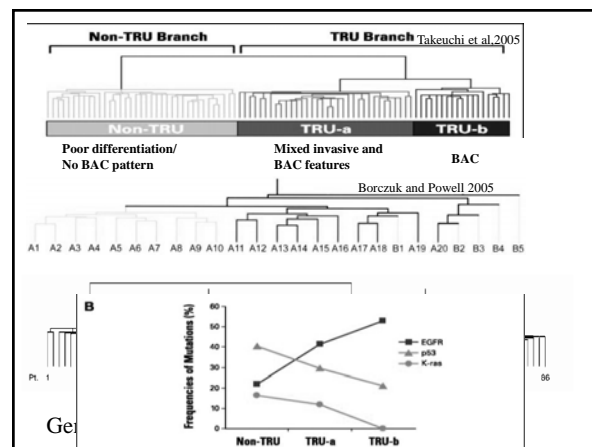 Non-TRU Branch TRU Branch
Takeuchi et al,2005
Non-TRU TRU-a TRU-b
Poor differentiation/ Mixed invasive and BAC
No BAC pattern BAC features
Borczuk and Powell 2005
A1 A2 A3 A4 A5 A6 A7 A8 A9 A10 A11 A12 A13 A14 A15 A16 A17 A18 B1 A19 A20 B2 B3 B4 B5
B
Frequencies of Mutations (%)
60
50
40
30
20
10
0
EGFR
p53
K-ras
Pt. 1
66
Non-TRU TRU-a TRU-b